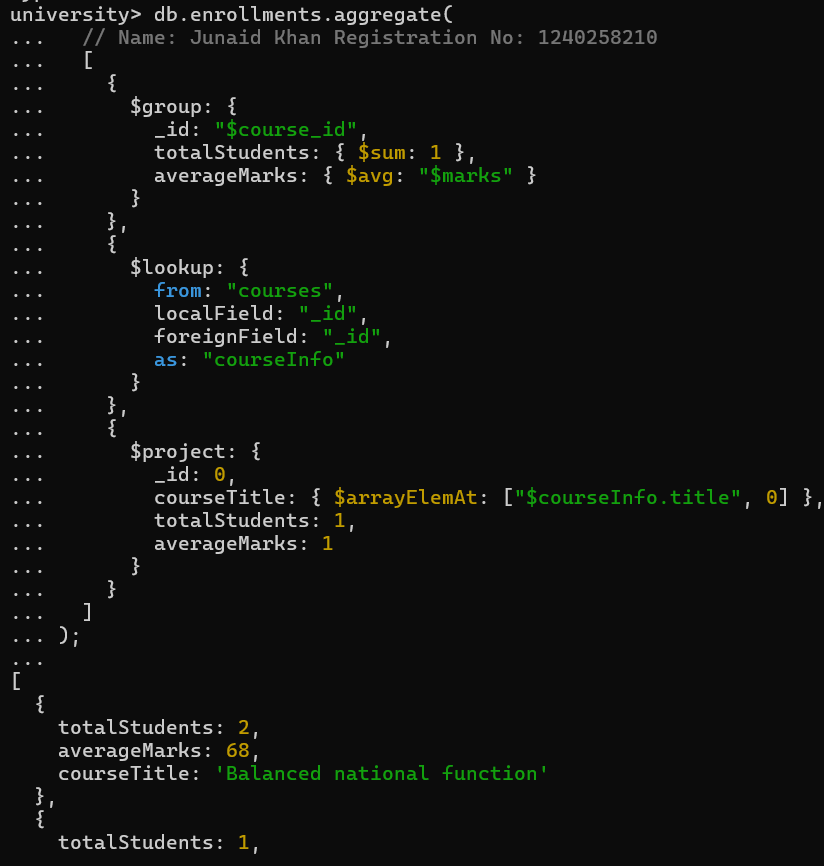 university> db.enrollments.aggregate(
...   // Name: Junaid Khan Registration No: 1240258210
...   [
...     {
...       $group: {
...         _id: "$course_id",
...         totalStudents: { $sum: 1 },
...         averageMarks: { $avg: "$marks" }
...       }
...     },
...     {
...       $lookup: {
...         from: "courses",
...         localField: "_id",
...         foreignField: "_id",
...         as: "courseInfo"
...       }
...     },
...     {
...       $project: {
...         _id: 0,
...         courseTitle: { $arrayElemAt: ["$courseInfo.title", 0] },
...         totalStudents: 1,
...         averageMarks: 1
...       }
...     }
...   ]
... );
...
[
  {
    totalStudents: 2,
    averageMarks: 68,
    courseTitle: 'Balanced national function'
  },
  {
    totalStudents: 1,